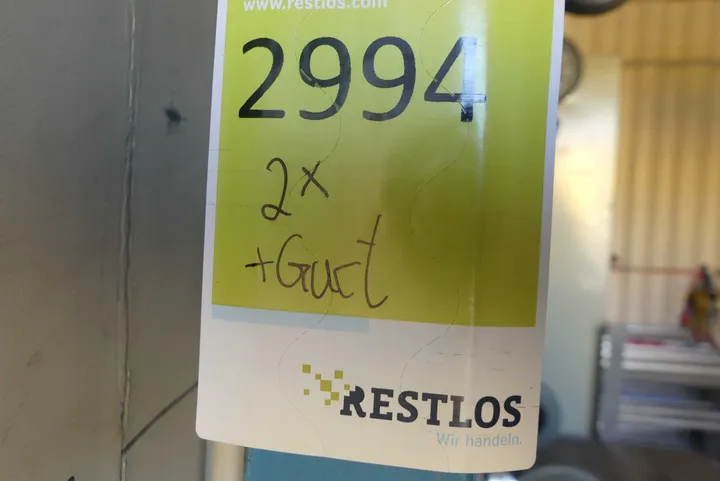 www.restlos.com
2994
2x
+Gurt
RESTLOS
Wir handeln.